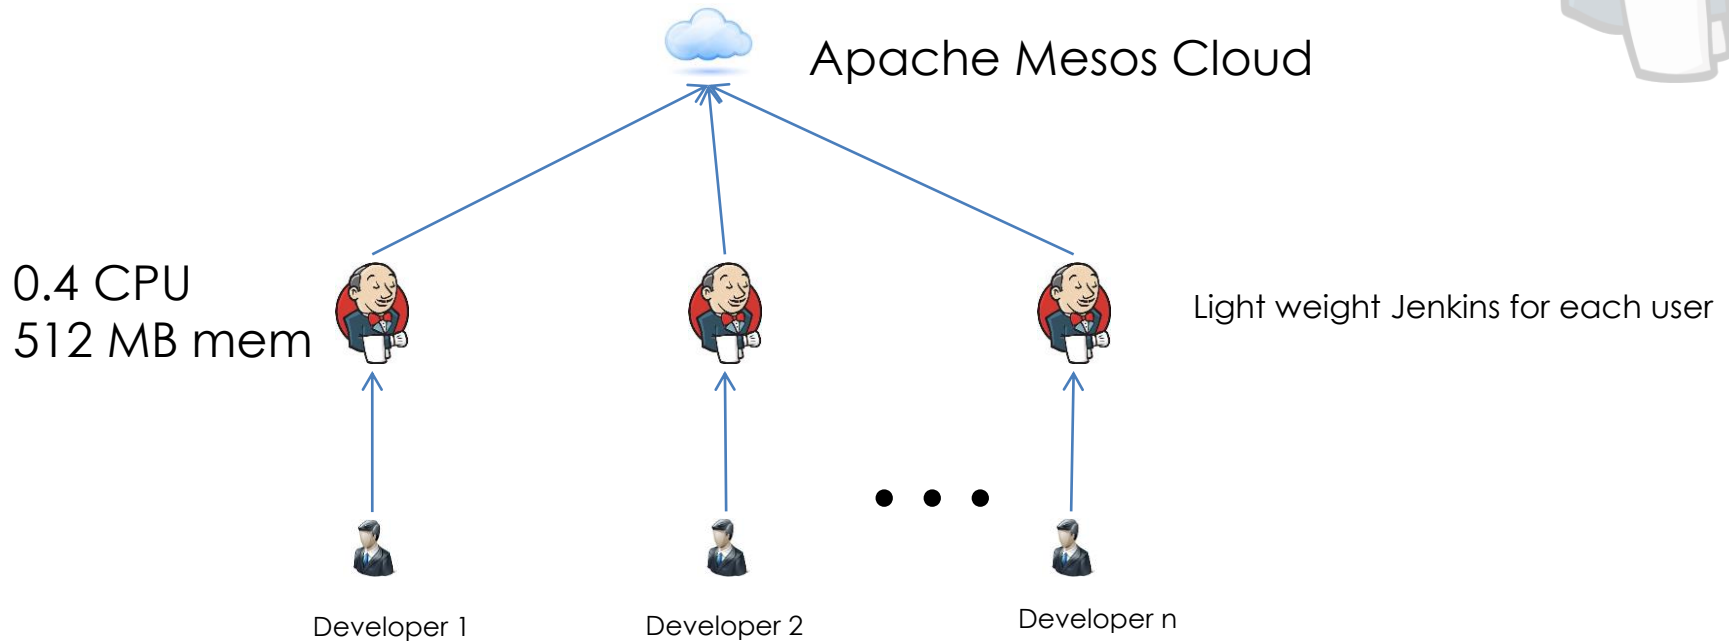 Apache Mesos Cloud
0.4 CPU
512 MB mem
Light weight Jenkins for each user
Developer 1
Developer 2
Developer n